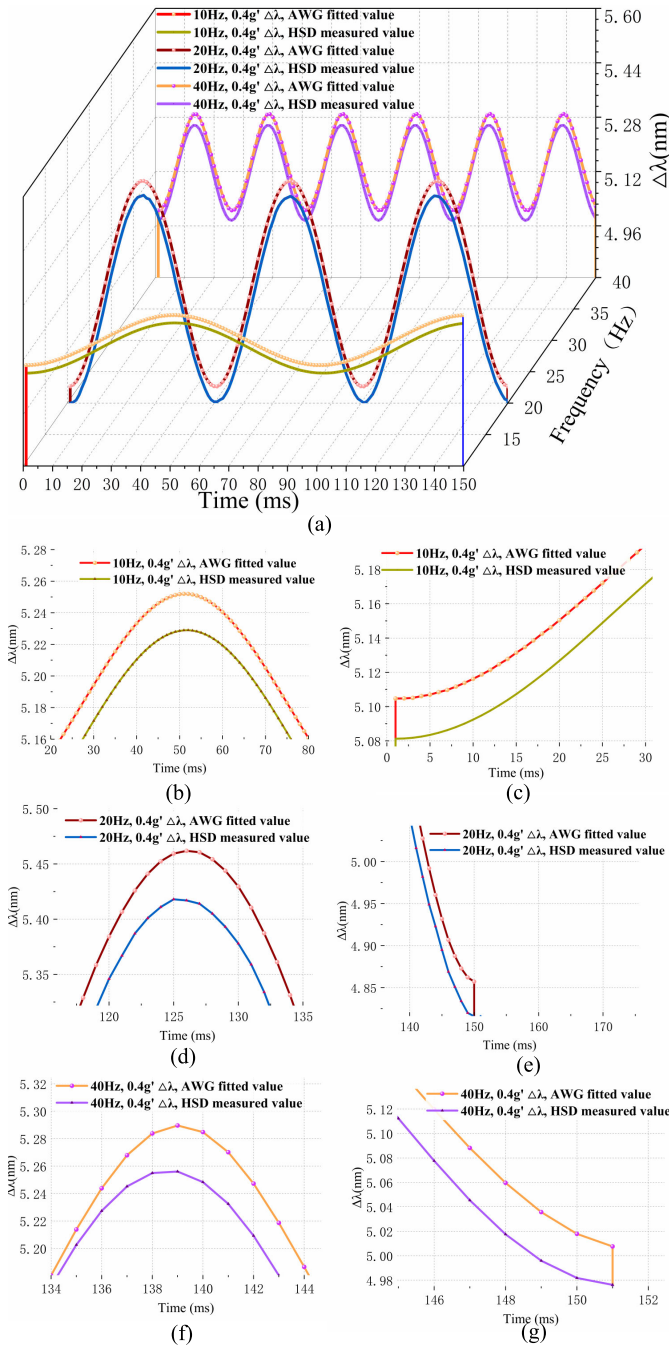 10Hz, 0.4g' △λ, AWG fitted value
10Hz, 0.4g' △λ, HSD measured value
20Hz, 0.4g' △λ, AWG fitted value
20Hz, 0.4g' △λ, HSD measured value
40Hz, 0.4g' △λ, AWG fitted value
40Hz, 0.4g' △λ, HSD measured value
5.60
5.44
5.28
5.12
4.96
△λ(nm)
40
35
30
25
20
15
Frequency (Hz)
0 10 20 30 40 50 60 70 80 90 100 110 120 130 140 150
Time (ms)
(a)
10Hz, 0.4g' △λ, AWG fitted value
10Hz, 0.4g' △λ, HSD measured value
5.28
5.26
5.24
5.22
5.20
5.18
5.16
Δλ(nm)
20 30 40 50 60 70 80
Time (ms)
(b)
10Hz, 0.4g' △λ, AWG fitted value
10Hz, 0.4g' △λ, HSD measured value
5.18
5.16
5.14
5.12
5.10
5.08
Δλ(nm)
0 5 10 15 20 25 30
Time (ms)
(c)
20Hz, 0.4g' △λ, AWG fitted value
20Hz, 0.4g' △λ, HSD measured value
5.50
5.45
5.40
5.35
Δλ(nm)
120 125 130 135
Time (ms)
(d)
20Hz, 0.4g' △λ, AWG fitted value
20Hz, 0.4g' △λ, HSD measured value
5.00
4.95
4.90
4.85
Δλ(nm)
140 150 160 170
Time (ms)
(e)
40Hz, 0.4g' △λ, AWG fitted value
40Hz, 0.4g' △λ, HSD measured value
5.32
5.30
5.28
5.26
5.24
5.22
5.20
Δλ(nm)
134 136 138 140 142 144
Time (ms)
(f)
40Hz, 0.4g' △λ, AWG fitted value
40Hz, 0.4g' △λ, HSD measured value
5.12
5.10
5.08
5.06
5.04
5.02
5.00
4.98
Δλ(nm)
146 148 150 152
Time (ms)
(g)